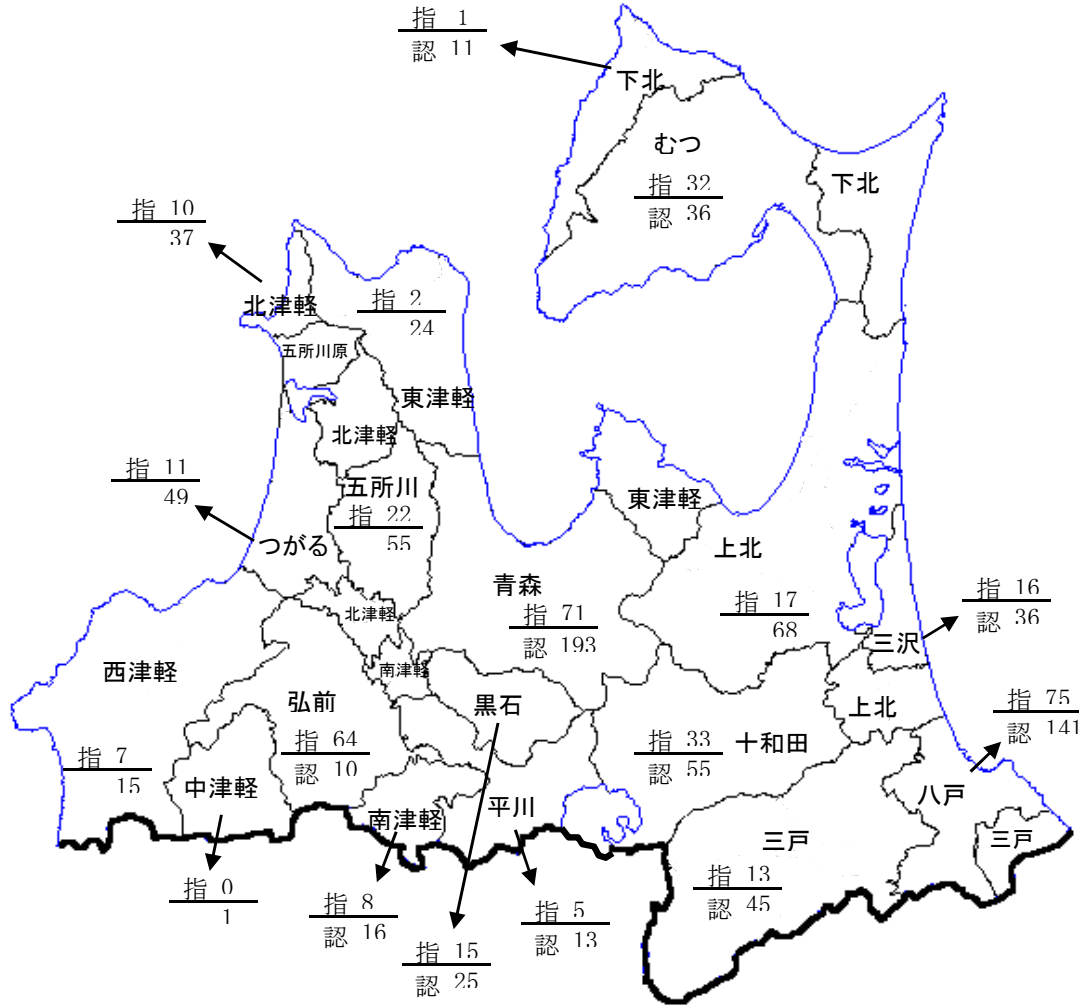 指 1
認 11
下北
むつ
指 32
認 36
下北
指 10
37
北津軽
指 2
24
五所川原
東津軽
北津軽
指 11
49
五所川
指 22
55
つがる
東津軽
上北
青森
指 71
認 193
指 17
68
指 16
認 36
三沢
北津軽
南津軽
西津軽
弘前
黒石
上北
指 75
認 141
指 7
15
指 64
認 10
指 33
認 55
十和田
中津軽
南津軽
平川
八戸
三戸
三戸
指 0
1
指 8
認 16
指 15
認 25
指 5
認 13
指 13
認 45